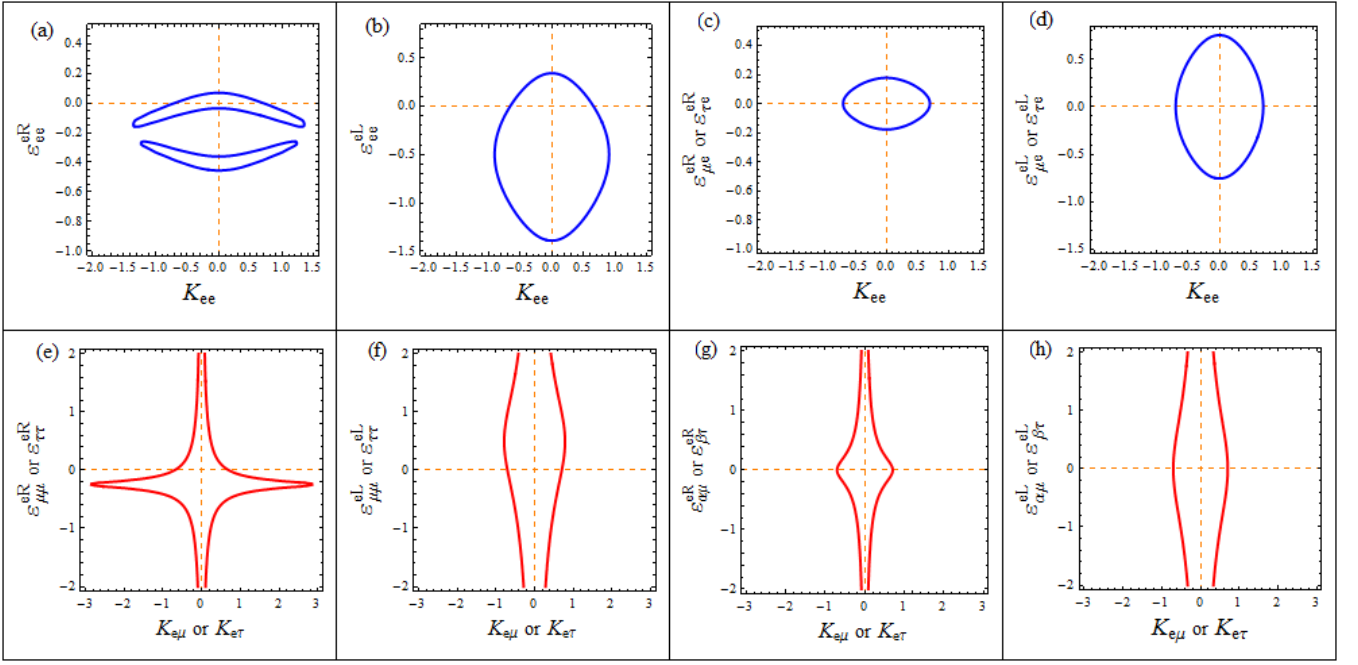 (a)
ε^{eR}_{ee}
0.4
0.2
0.0
−0.2
−0.4
−0.6
−0.8
−1.0
−2.0 −1.5 −1.0 −0.5 0.0 0.5 1.0 1.5
K_{ee}
(b)
ε^{eL}_{ee}
0.5
0.0
−0.5
−1.0
−1.5
−2.0 −1.5 −1.0 −0.5 0.0 0.5 1.0 1.5
K_{ee}
(c)
ε^{eR}_{μe} or ε^{eR}_{τe}
0.4
0.2
0.0
−0.2
−0.4
−0.6
−0.8
−1.0
−2.0 −1.5 −1.0 −0.5 0.0 0.5 1.0 1.5
K_{ee}
(d)
ε^{eL}_{μe} or ε^{eL}_{τe}
0.5
0.0
−0.5
−1.0
−1.5
−2.0 −1.5 −1.0 −0.5 0.0 0.5 1.0 1.5
K_{ee}
(e)
ε^{eR}_{μμ} or ε^{eR}_{ττ}
2
1
0
−1
−2
−3 −2 −1 0 1 2 3
K_{eμ} or K_{eτ}
(f)
ε^{eL}_{μμ} or ε^{eL}_{ττ}
2
1
0
−1
−2
−3 −2 −1 0 1 2 3
K_{eμ} or K_{eτ}
(g)
ε^{eR}_{αμ} or ε^{eR}_{βτ}
2
1
0
−1
−2
−3 −2 −1 0 1 2 3
K_{eμ} or K_{eτ}
(h)
ε^{eL}_{αμ} or ε^{eL}_{βτ}
2
1
0
−1
−2
−3 −2 −1 0 1 2 3
K_{eμ} or K_{eτ}